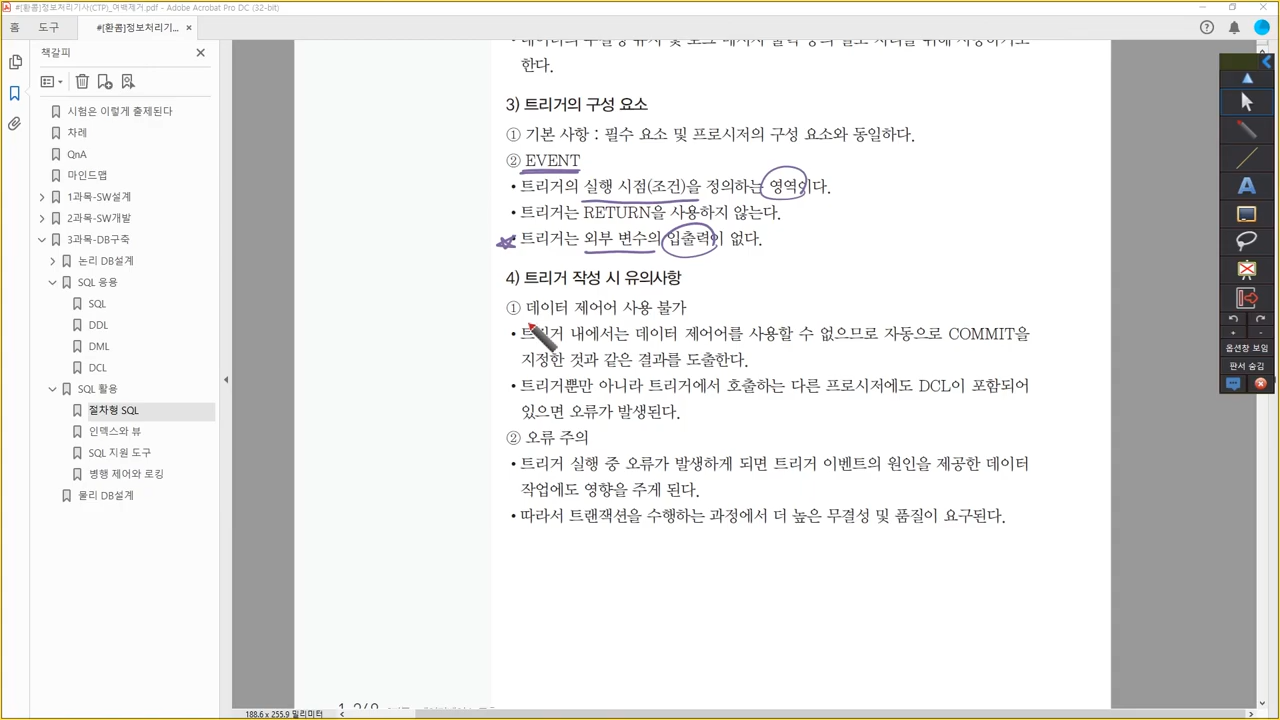 #[환콤]정보처리기사(CTP)_여백제거.pdf - Adobe Acrobat Pro DC (32-bit)
홈 도구 #[환콤]정보처리기... ×
책갈피
시험은 이렇게 출제된다
차례
QnA
마인드맵
1과목-SW설계
2과목-SW개발
3과목-DB구축
논리 DB설계
SQL 응용
SQL
DDL
DML
DCL
SQL 활용
절차형 SQL
인덱스와 뷰
SQL 지원 도구
병행 제어와 로킹
물리 DB설계
한다.
3) 트리거의 구성 요소
① 기본 사항 : 필수 요소 및 프로시저의 구성 요소와 동일하다.
② EVENT
• 트리거의 실행 시점(조건)을 정의하는 영역이다.
• 트리거는 RETURN을 사용하지 않는다.
• 트리거는 외부 변수의 입출력이 없다.
4) 트리거 작성 시 유의사항
① 데이터 제어어 사용 불가
• 트리거 내에서는 데이터 제어어를 사용할 수 없으므로 자동으로 COMMIT을
지정한 것과 같은 결과를 도출한다.
• 트리거뿐만 아니라 트리거에서 호출하는 다른 프로시저에도 DCL이 포함되어
있으면 오류가 발생된다.
② 오류 주의
• 트리거 실행 중 오류가 발생하게 되면 트리거 이벤트의 원인을 제공한 데이터
작업에도 영향을 주게 된다.
• 따라서 트랜잭션을 수행하는 과정에서 더 높은 무결성 및 품질이 요구된다.
188.6 x 255.9 밀리미터
옵션창 보임
판서 숨김